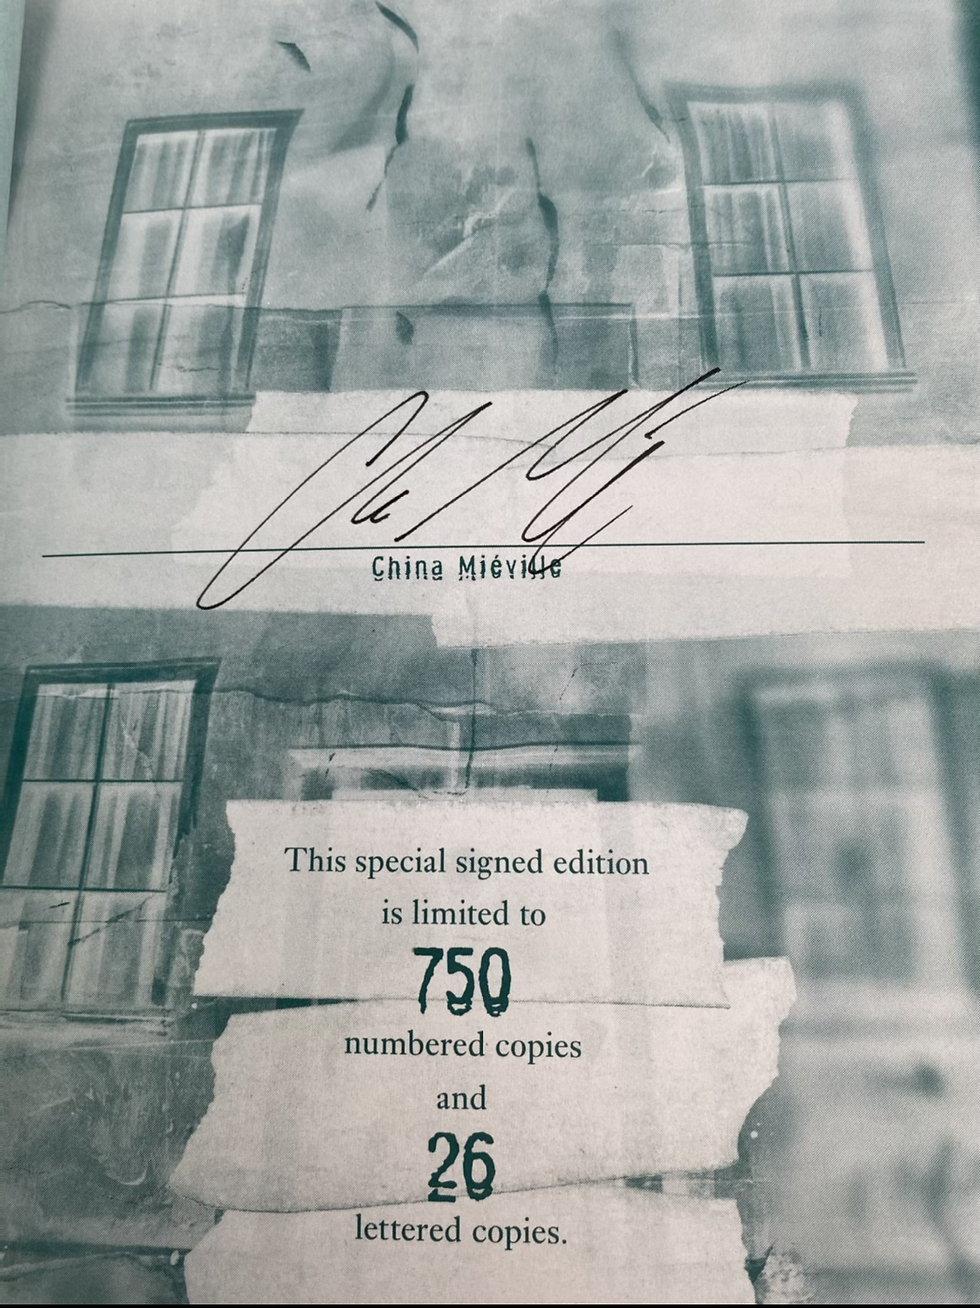 China Miéville
This special signed edition
is limited to
750
numbered copies
and
26
lettered copies.